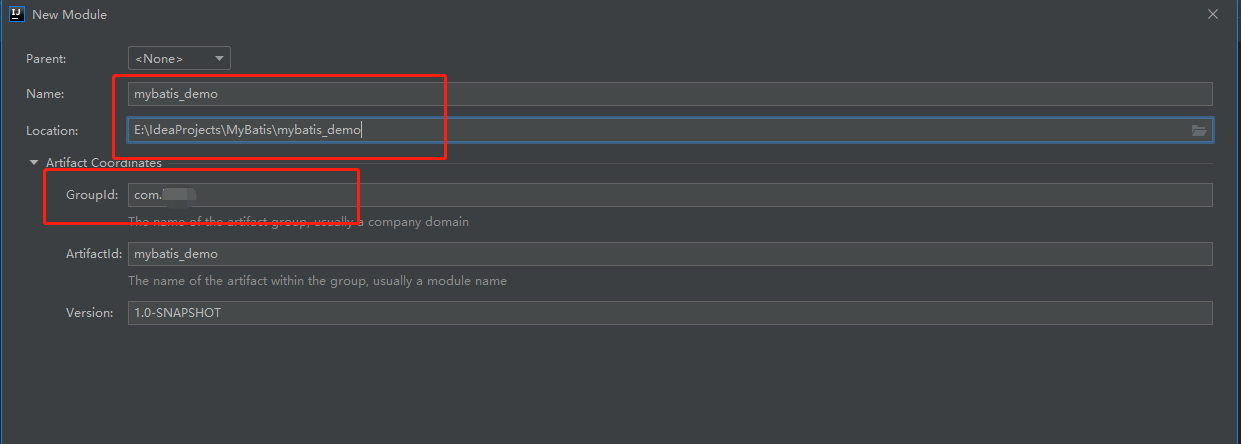 New Module
Parent: <None>
Name: mybatis_demo
Location: E:\IdeaProjects\MyBatis\mybatis_demo
Artifact Coordinates
GroupId: com.
The name of the artifact group, usually a company domain
ArtifactId: mybatis_demo
The name of the artifact within the group, usually a module name
Version: 1.0-SNAPSHOT